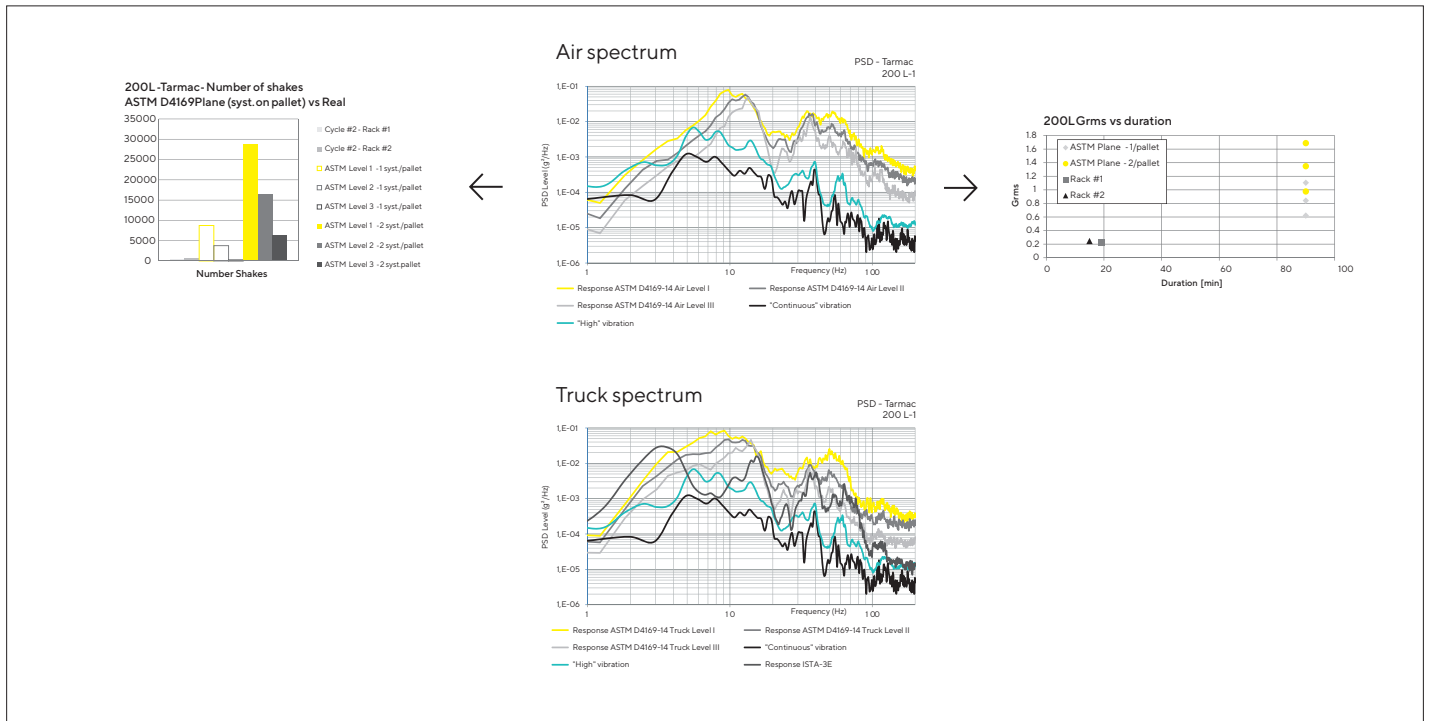 200L -Tarmac- Number of shakes
ASTM D4169Plane (syst. on pallet) vs Real
35000
30000
25000
20000
15000
10000
5000
0
Number Shakes
Cycle #2 - Rack #1
Cycle #2 - Rack #2
ASTM Level 1 -1 syst./pallet
ASTM Level 2 -1 syst./pallet
ASTM Level 3 -1 syst./pallet
ASTM Level 1 -2 syst./pallet
ASTM Level 2 -2 syst./pallet
ASTM Level 3 -2 syst.pallet
Air spectrum
PSD - Tarmac
200 L-1
PSD Level (g²/Hz)
1,E-01
1,E-02
1,E-03
1,E-04
1,E-05
1,E-06
1
10
Frequency (Hz)
100
Response ASTM D4169-14 Air Level I
Response ASTM D4169-14 Air Level II
Response ASTM D4169-14 Air Level III
"Continuous" vibration
"High" vibration
200LGrms vs duration
Grms
1.8
1.6
1.4
1.2
1
0.8
0.6
0.4
0.2
0
ASTM Plane - 1/pallet
ASTM Plane - 2/pallet
Rack #1
Rack #2
0
20
40
60
80
100
Duration [min]
Truck spectrum
PSD - Tarmac
200 L-1
PSD Level (g²/Hz)
1,E-01
1,E-02
1,E-03
1,E-04
1,E-05
1,E-06
1
10
Frequency (Hz)
100
Response ASTM D4169-14 Truck Level I
Response ASTM D4169-14 Truck Level II
Response ASTM D4169-14 Truck Level III
"Continuous" vibration
"High" vibration
Response ISTA-3E